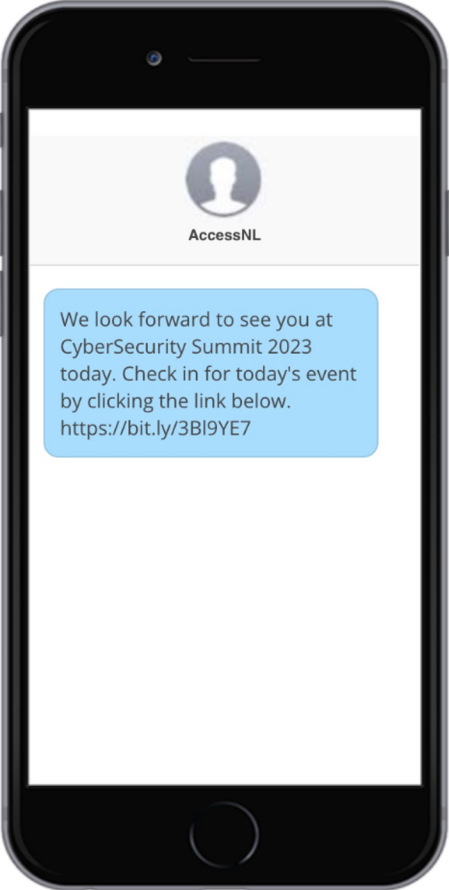 AccessNL
We look forward to see you at
CyberSecurity Summit 2023
today. Check in for today's event
by clicking the link below.
https://bit.ly/3Bl9YE7